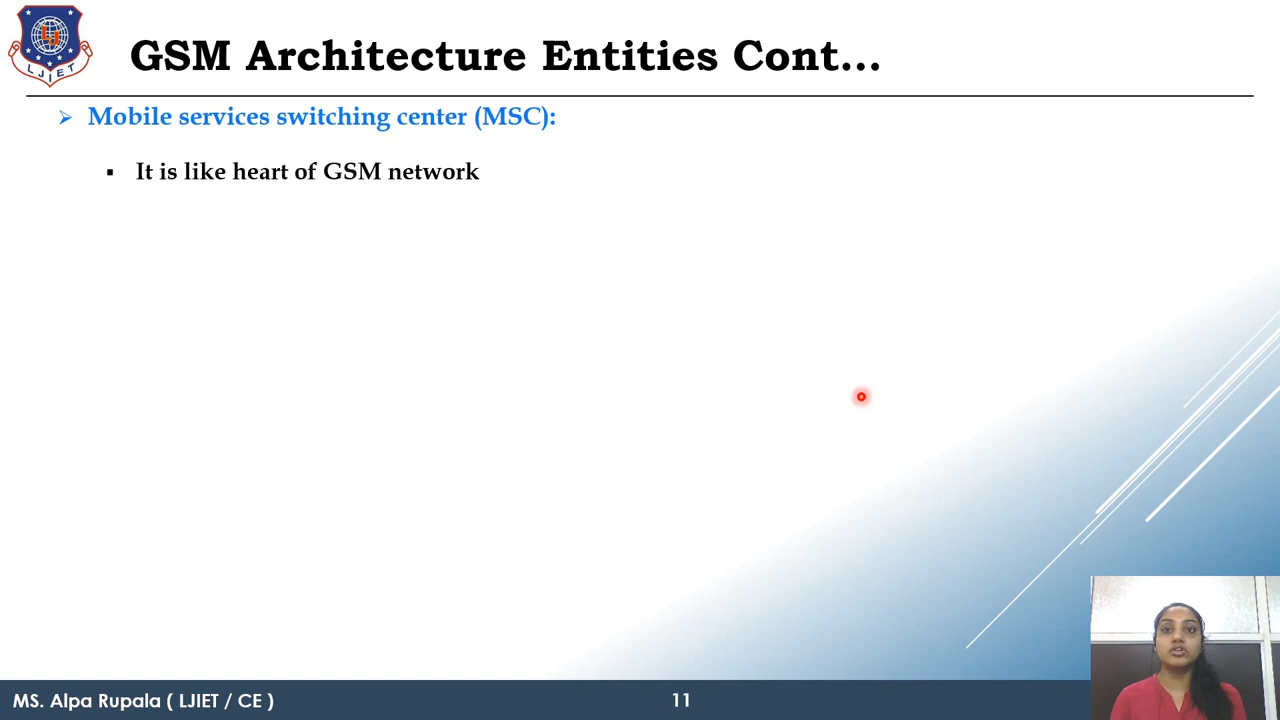 LJIET
GSM Architecture Entities Cont...
Mobile services switching center (MSC):
It is like heart of GSM network
MS. Alpa Rupala ( LJIET / CE )
11